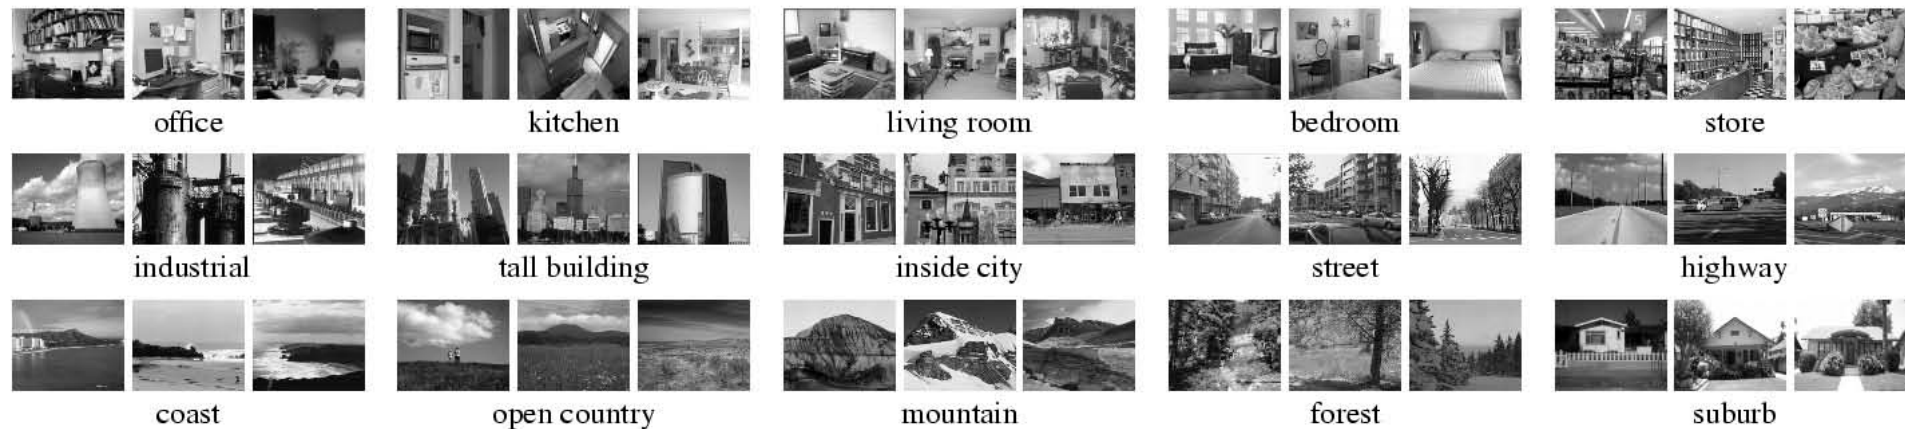 office
kitchen
living room
bedroom
store
industrial
tall building
inside city
street
highway
coast
open country
mountain
forest
suburb